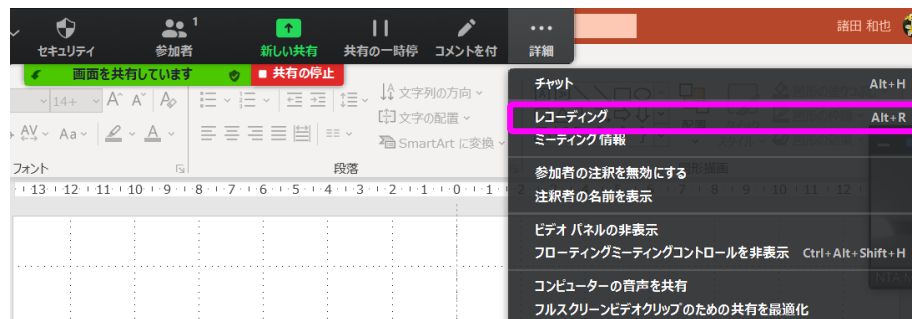 諸田 和也
セキュリティ
参加者 1
新しい共有
共有の一時停
コメントを付
詳細
画面を共有しています
共有の停止
14+
A A A
文字列の方向
AV Aa A
文字の配置
SmartArt に変換
フォント
段落
13 12 11 10 9 8 7 6 5 4 3 2 1 0 1
チャット Alt+H
レコーディング Alt+R
ミーティング 情報
参加者の注釈を無効にする
注釈者の名前を表示
ビデオ パネルの非表示
フローティングミーティングコントロールを非表示 Ctrl+Alt+Shift+H
コンピューターの音声を共有
フルスクリーンビデオクリップのための共有を最適化